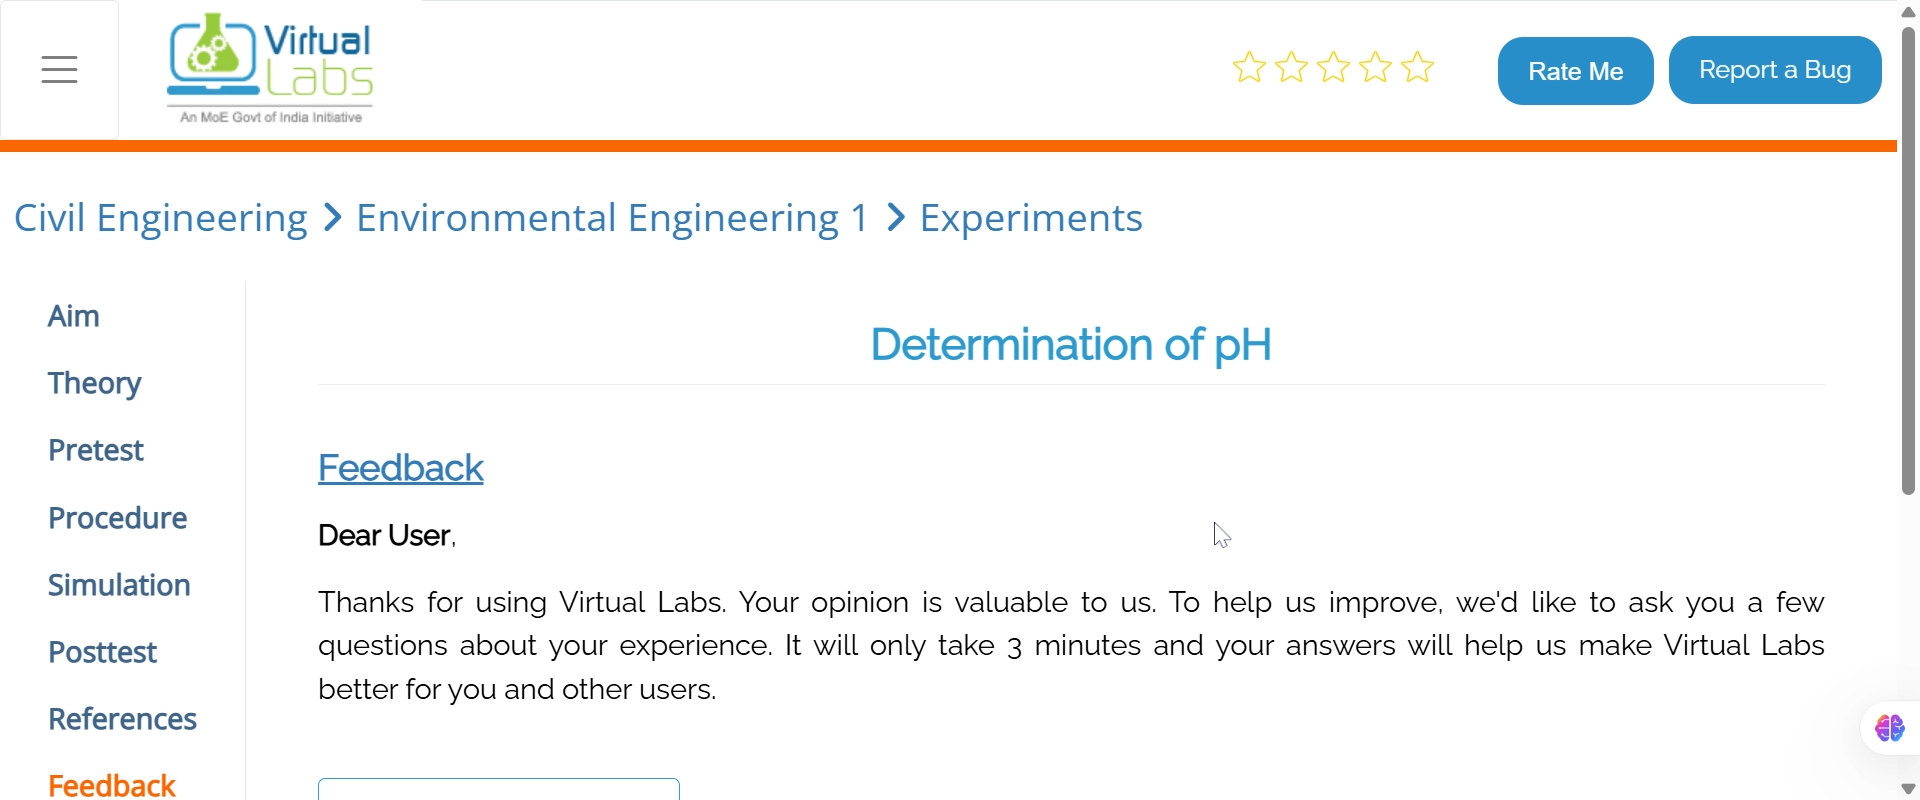 Virtual
Labs
An MoE Govt of India Initiative
Rate Me
Report a Bug
Civil Engineering > Environmental Engineering 1 > Experiments
Aim
Theory
Pretest
Procedure
Simulation
Posttest
References
Feedback
Determination of pH
Feedback
Dear User,
Thanks for using Virtual Labs. Your opinion is valuable to us. To help us improve, we'd like to ask you a few
questions about your experience. It will only take 3 minutes and your answers will help us make Virtual Labs
better for you and other users.